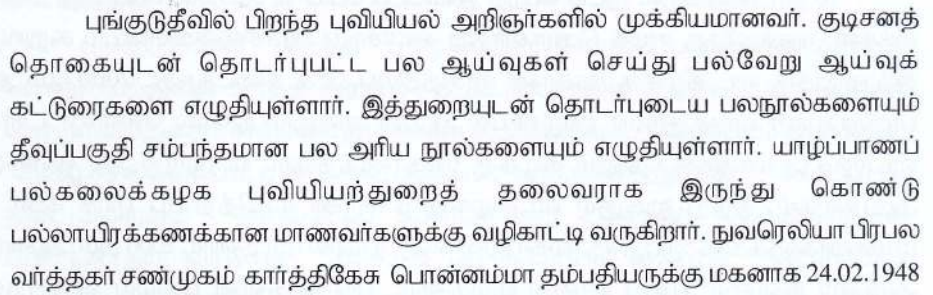 புங்குடுதீவில் பிறந்த புவியியல் அறிஞர்களில் முக்கியமானவர். குடிசனத்
தொகையுடன் தொடர்புபட்ட பல ஆய்வுகள் செய்து பல்வேறு ஆய்வுக்
கட்டுரைகளை எழுதியுள்ளார். இத்துறையுடன் தொடர்புடைய பலநூல்களையும்
தீவுப்பகுதி சம்பந்தமான பல அரிய நூல்களையும் எழுதியுள்ளார். யாழ்ப்பாணப்
பல்கலைக்கழக புவியியற்துறைத் தலைவராக இருந்து கொண்டு
பல்லாயிரக்கணக்கான மாணவர்களுக்கு வழிகாட்டி வருகிறார். நுவரெலியா பிரபல
வர்த்தகர் சண்முகம் கார்த்திகேசு பொன்னம்மா தம்பதியருக்கு மகனாக 24.02.1948